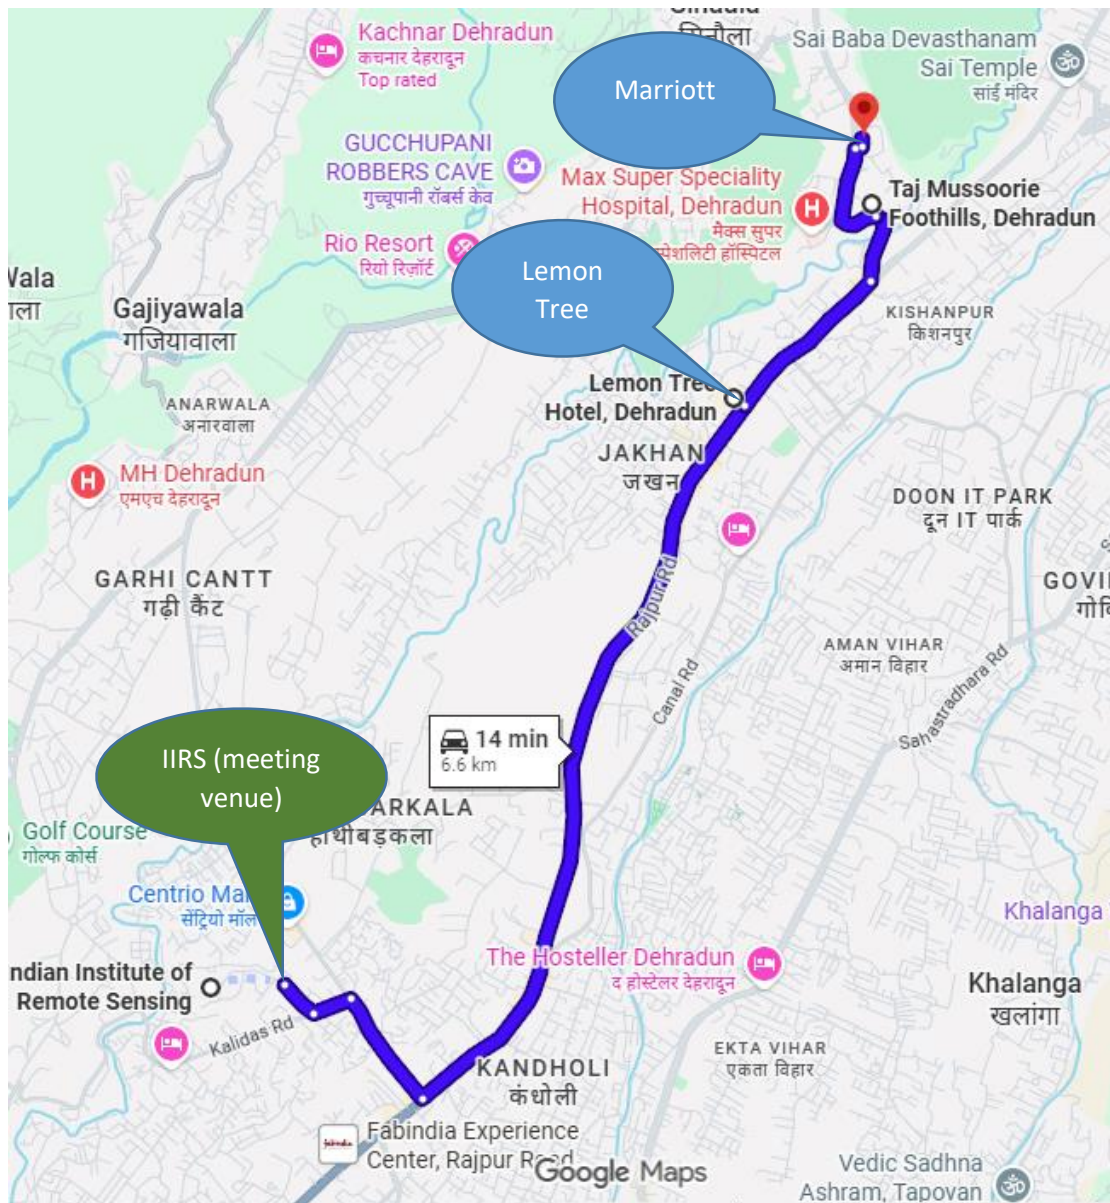 Kachnar Dehradun
कचनार देहरादून
Top rated
सिनौला
Sai Baba Devasthanam
Sai Temple
सांई मंदिर
Marriott
GUCCHUPANI
ROBBERS CAVE
गुच्चूपानी रॉबर्स केव
Max Super Speciality
Hospital, Dehradun
मैक्स सुपर
स्पेशलिटी हॉस्पिटल
Taj Mussoorie
Foothills, Dehradun
Rio Resort
रियो रिज़ॉर्ट
Lemon
Tree
Gajiyawala
गजियावाला
KISHANPUR
किशनपुर
Lemon Tree
Hotel, Dehradun
ANARWALA
अनारवाला
JAKHAN
जखन
MH Dehradun
एमएच देहरादून
DOON IT PARK
दून IT पार्क
GARHI CANTT
गढ़ी कैंट
Rajpur Rd
AMAN VIHAR
अमान विहार
Canal Rd
Sahastradhara Rd
14 min
6.6 km
IIRS (meeting
venue)
हाथीबड़कला
Golf Course
गोल्फ कोर्स
Centrio
सेंट्रियो मॉल
Khalanga
The Hosteller Dehradun
द होस्टेलर देहरादून
Indian Institute of
Remote Sensing
Khalanga
खलांगा
Kalidas Rd
KANDHOLI
कंधोली
EKTA VIHAR
एकता विहार
Fabindia Experience
Center, Rajpur Road
Google Maps
Vedic Sadhna
Ashram, Tapovan